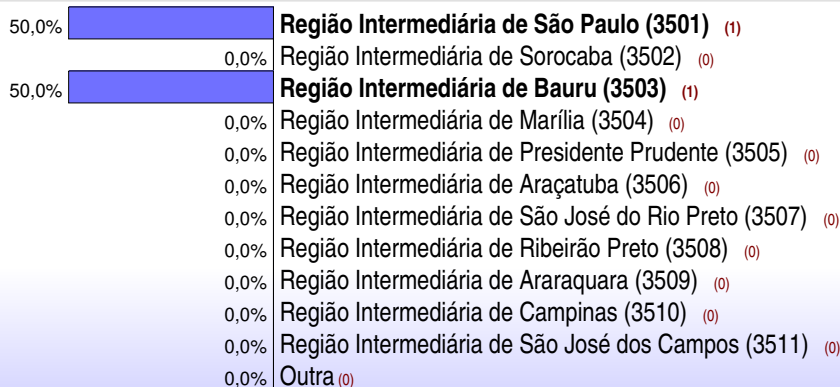 50,0% Região Intermediária de São Paulo (3501) (1)
0,0% Região Intermediária de Sorocaba (3502) (0)
50,0% Região Intermediária de Bauru (3503) (1)
0,0% Região Intermediária de Marília (3504) (0)
0,0% Região Intermediária de Presidente Prudente (3505) (0)
0,0% Região Intermediária de Araçatuba (3506) (0)
0,0% Região Intermediária de São José do Rio Preto (3507) (0)
0,0% Região Intermediária de Ribeirão Preto (3508) (0)
0,0% Região Intermediária de Araraquara (3509) (0)
0,0% Região Intermediária de Campinas (3510) (0)
0,0% Região Intermediária de São José dos Campos (3511) (0)
0,0% Outra (0)